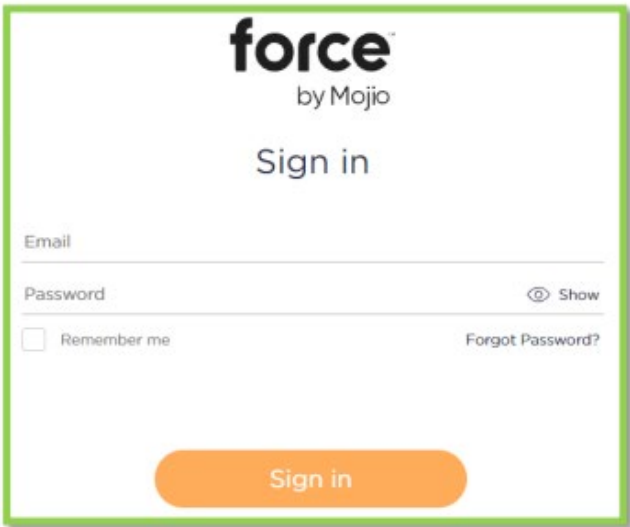 force™
by Mojio
Sign in
Email
Password
Show
Remember me
Forgot Password?
Sign in